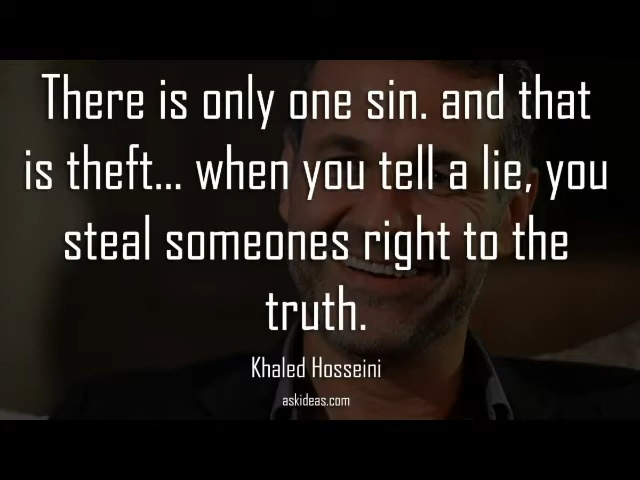 There is only one sin. and that
is theft... when you tell a lie, you
steal someones right to the
truth.
Khaled Hosseini
askideas.com